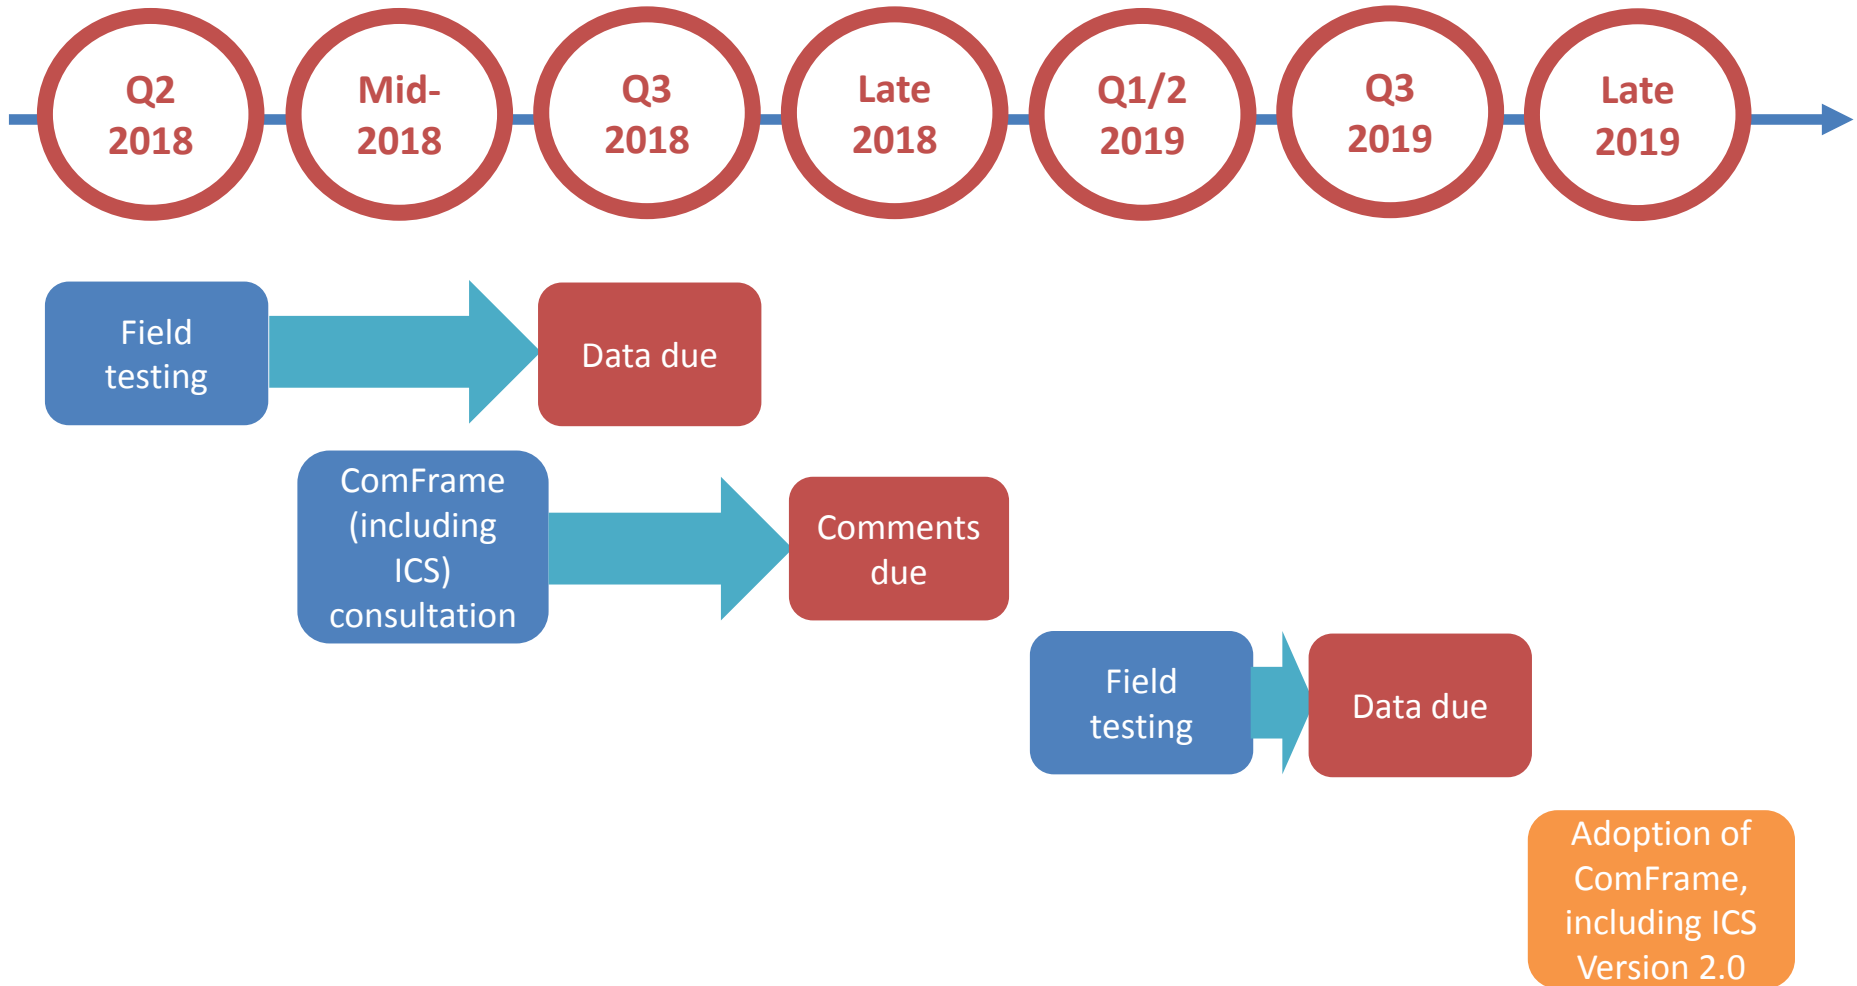 Q2
2018
Mid-
2018
Q3
2018
Late
2018
Q1/2
2019
Q3
2019
Late
2019
Field
testing
Data due
ComFrame
(including
ICS)
consultation
Comments
due
Field
testing
Data due
Adoption of
ComFrame,
including ICS
Version 2.0